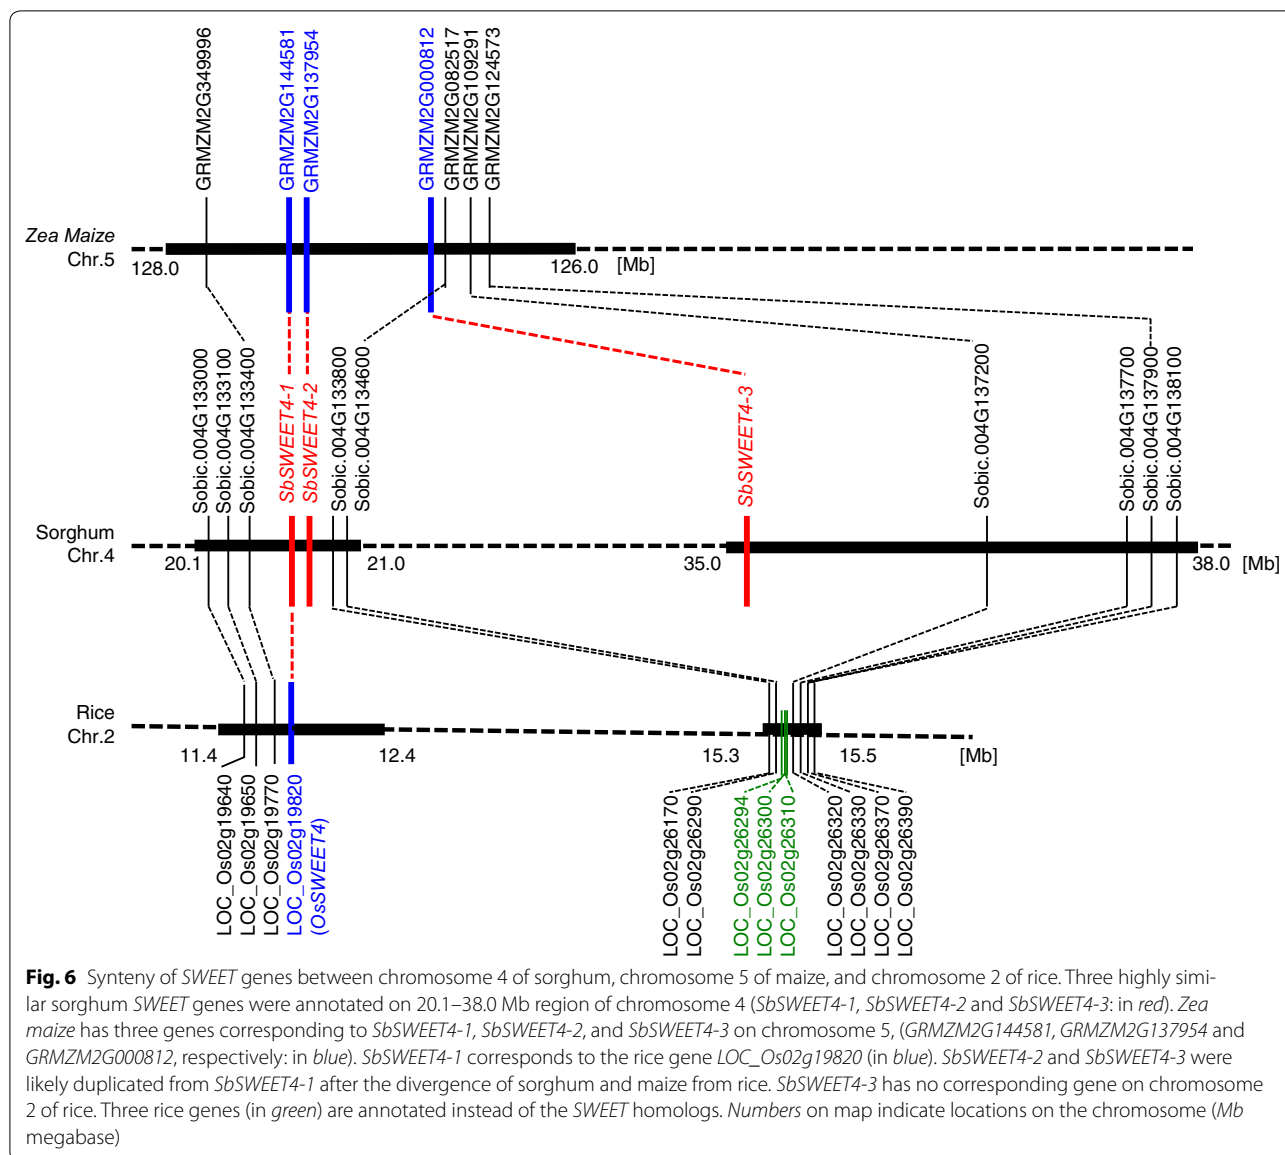 GRMZM2G349996
GRMZM2G144581
GRMZM2G137954
GRMZM2G000812
GRMZM2G082517
GRMZM2G109291
GRMZM2G124573
Zea Maize
Chr.5
128.0
126.0
[Mb]
Sobic.004G133000
Sobic.004G133100
Sobic.004G133400
SbSWEET4-1
SbSWEET4-2
Sobic.004G133800
Sobic.004G134600
SbSWEET4-3
Sobic.004G137200
Sobic.004G137700
Sobic.004G137900
Sobic.004G138100
Sorghum
Chr.4
20.1
21.0
35.0
38.0
[Mb]
Rice
Chr.2
11.4
12.4
15.3
15.5
[Mb]
LOC_Os02g19640
LOC_Os02g19650
LOC_Os02g19770
LOC_Os02g19820
(OsSWEET4)
LOC_Os02g26170
LOC_Os02g26290
LOC_Os02g26294
LOC_Os02g26300
LOC_Os02g26310
LOC_Os02g26320
LOC_Os02g26330
LOC_Os02g26370
LOC_Os02g26390
Fig. 6 Synteny of SWEET genes between chromosome 4 of sorghum, chromosome 5 of maize, and chromosome 2 of rice. Three highly simi-
lar sorghum SWEET genes were annotated on 20.1–38.0 Mb region of chromosome 4 (SbSWEET4-1, SbSWEET4-2 and SbSWEET4-3: in red). Zea
maize has three genes corresponding to SbSWEET4-1, SbSWEET4-2, and SbSWEET4-3 on chromosome 5, (GRMZM2G144581, GRMZM2G137954 and
GRMZM2G000812, respectively: in blue). SbSWEET4-1 corresponds to the rice gene LOC_Os02g19820 (in blue). SbSWEET4-2 and SbSWEET4-3 were
likely duplicated from SbSWEET4-1 after the divergence of sorghum and maize from rice. SbSWEET4-3 has no corresponding gene on chromosome
2 of rice. Three rice genes (in green) are annotated instead of the SWEET homologs. Numbers on map indicate locations on the chromosome (Mb
megabase)